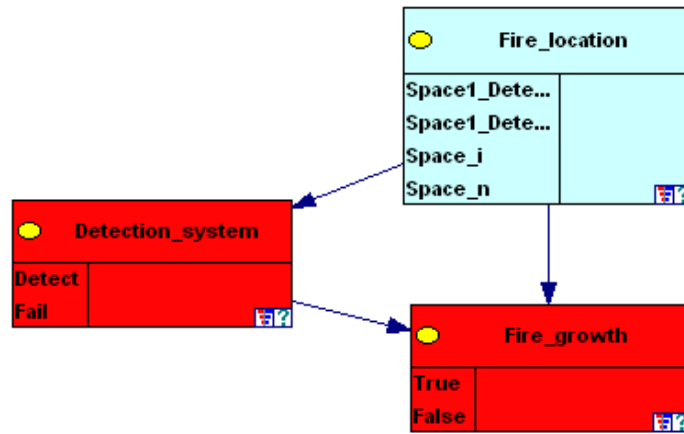 Fire_location
Space1_Dete...
Space1_Dete...
Space_i
Space_n
?
Detection_system
Detect
Fail
?
Fire_growth
True
False
?